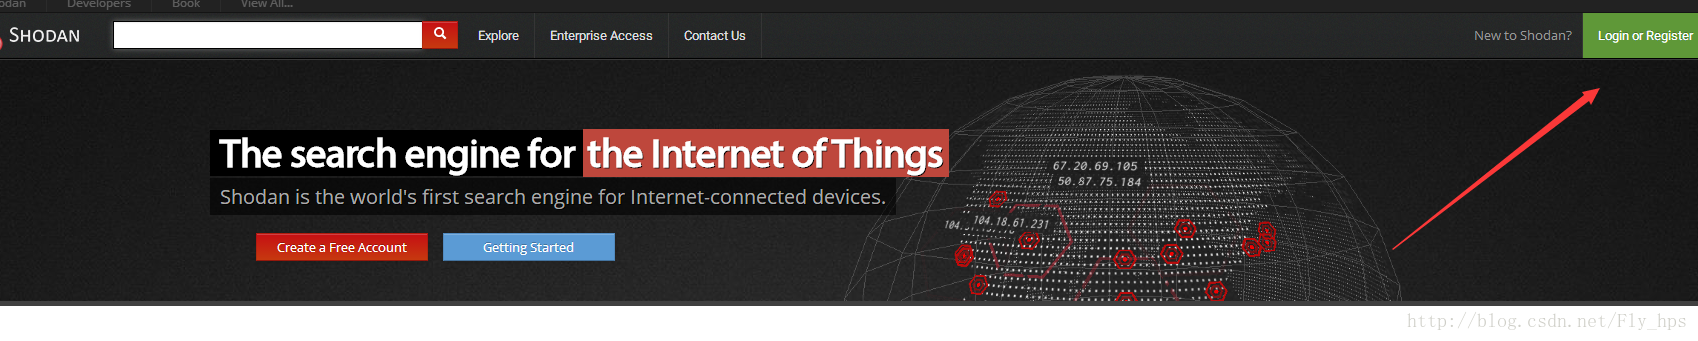 Developers
Book
View All...
SHODAN
Explore
Enterprise Access
Contact Us
New to Shodan?
Login or Register
The search engine for the Internet of Things
Shodan is the world's first search engine for Internet-connected devices.
Create a Free Account
Getting Started
67.20.69.105
50.87.75.184
104.
104.18.61.231
http://blog.csdn.net/Fly_hps